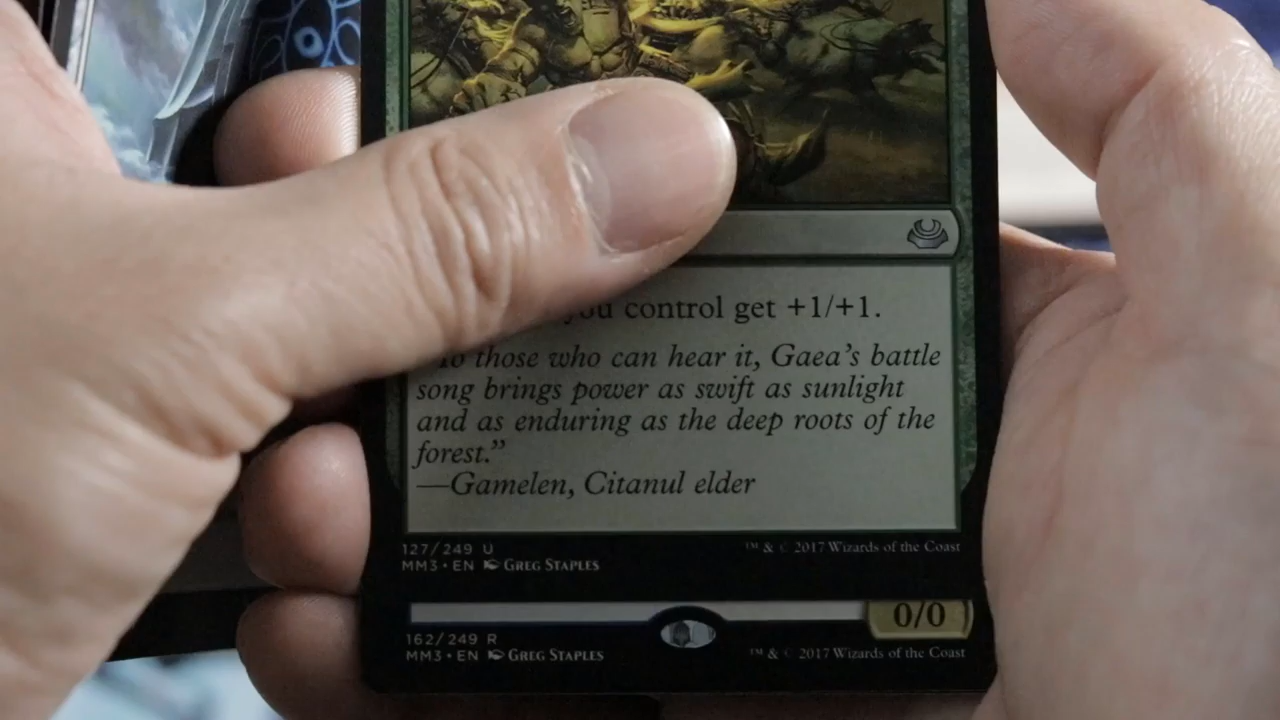 you control get +1/+1.
To those who can hear it, Gaea's battle
song brings power as swift as sunlight
and as enduring as the deep roots of the
forest."
—Gamelen, Citanul elder
127/249 U
™ & © 2017 Wizards of the Coast
MM3 • EN GREG STAPLES
0/0
162/249 R
MM3 • EN GREG STAPLES
™ & © 2017 Wizards of the Coast